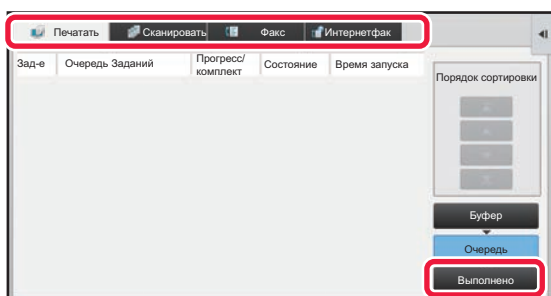 Печатать Сканировать Факс Интернетфак
Зад-е Очередь Заданий Прогресс/комплект Состояние Время запуска
Порядок сортировки
Буфер
Очередь
Выполнено